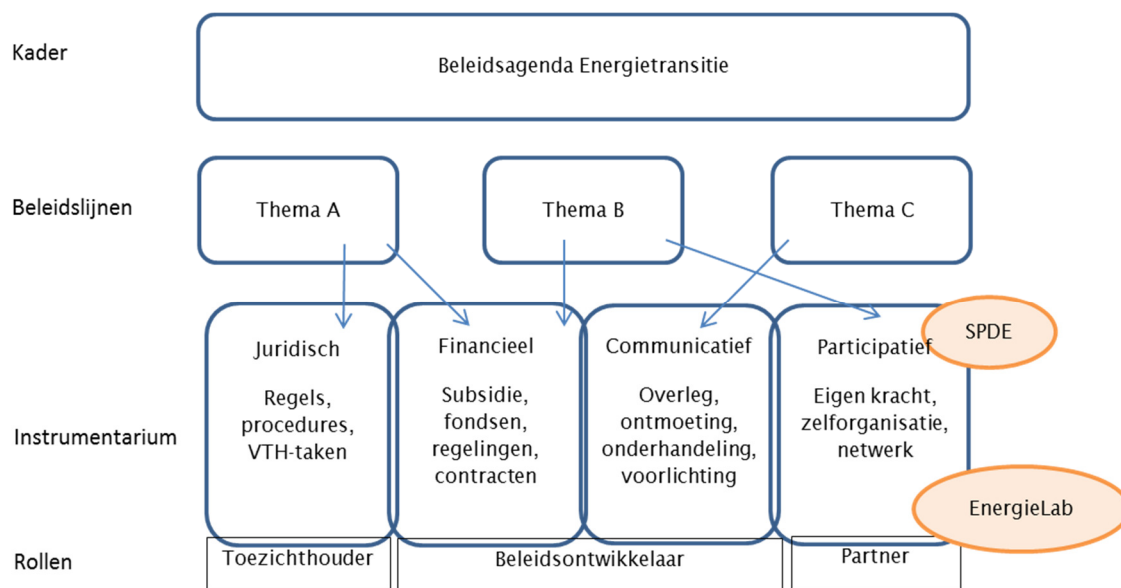 Kader
Beleidsagenda Energietransitie
Beleidslijnen
Thema A
Thema B
Thema C
Instrumentarium
Juridisch
Regels,
procedures,
VTH-taken
Financieel
Subsidie,
fondsen,
regelingen,
contracten
Communicatief
Overleg,
ontmoeting,
onderhandeling,
voorlichting
Participatief
Eigen kracht,
zelforganisatie,
netwerk
SPDE
EnergieLab
Rollen
Toezichthouder
Beleidsontwikkelaar
Partner